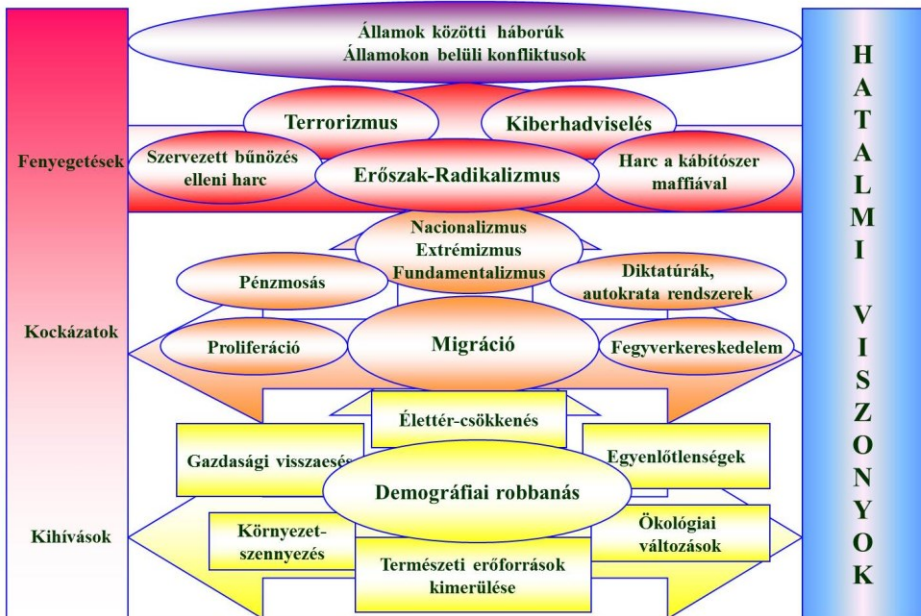 Államok közötti háborúk
Államokon belüli konfliktusok
Terrorizmus
Kiberhadviselés
Fenyegetések
Szervezett bűnözés
elleni harc
Erőszak-Radikalizmus
Harc a kábítószer
maffiával
Nacionalizmus
Extrémizmus
Fundamentalizmus
Pénzmosás
Diktatúrák,
autokrata rendszerek
Kockázatok
Proliferáció
Migráció
Fegyverkereskedelem
Élettér-csökkenés
Gazdasági visszaesés
Egyenlőtlenségek
Demográfiai robbanás
Kihívások
Környezet-
szennyezés
Ökológiai
változások
Természeti erőforrások
kimerülése
HATALMI VISZONYOK